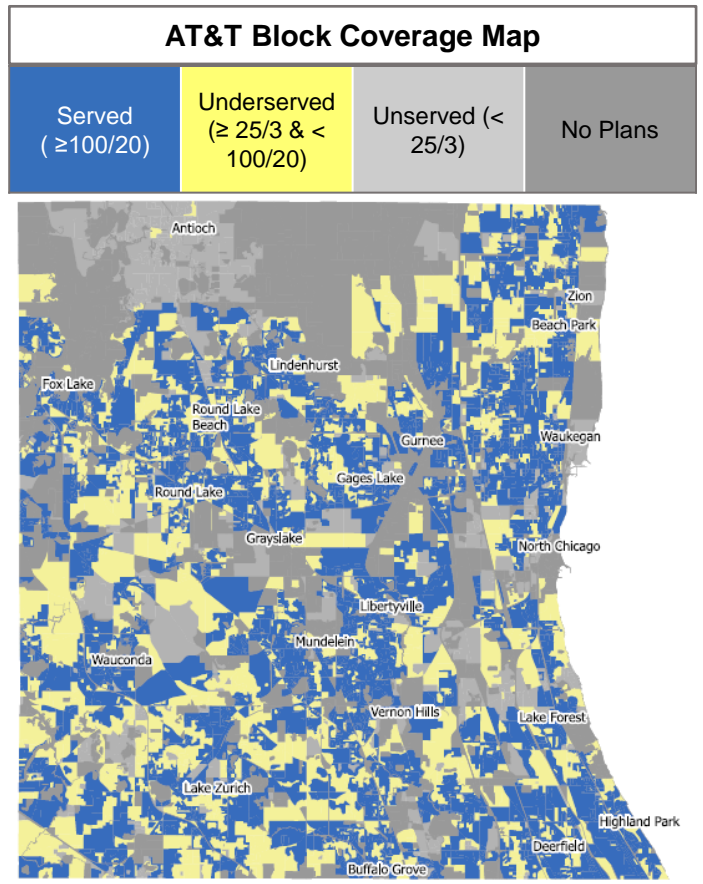 AT&T Block Coverage Map
Served
( ≥100/20)
Underserved
(≥ 25/3 & <
100/20)
Unserved (<
25/3)
No Plans
Antioch
Zion
Beach Park
Lindenhurst
Fox Lake
Round Lake
Beach
Gurnee
Waukegan
Gages Lake
Round Lake
Grayslake
North Chicago
Libertyville
Mundelein
Wauconda
Vernon Hills
Lake Forest
Lake Zurich
Highland Park
Deerfield
Buffalo Grove